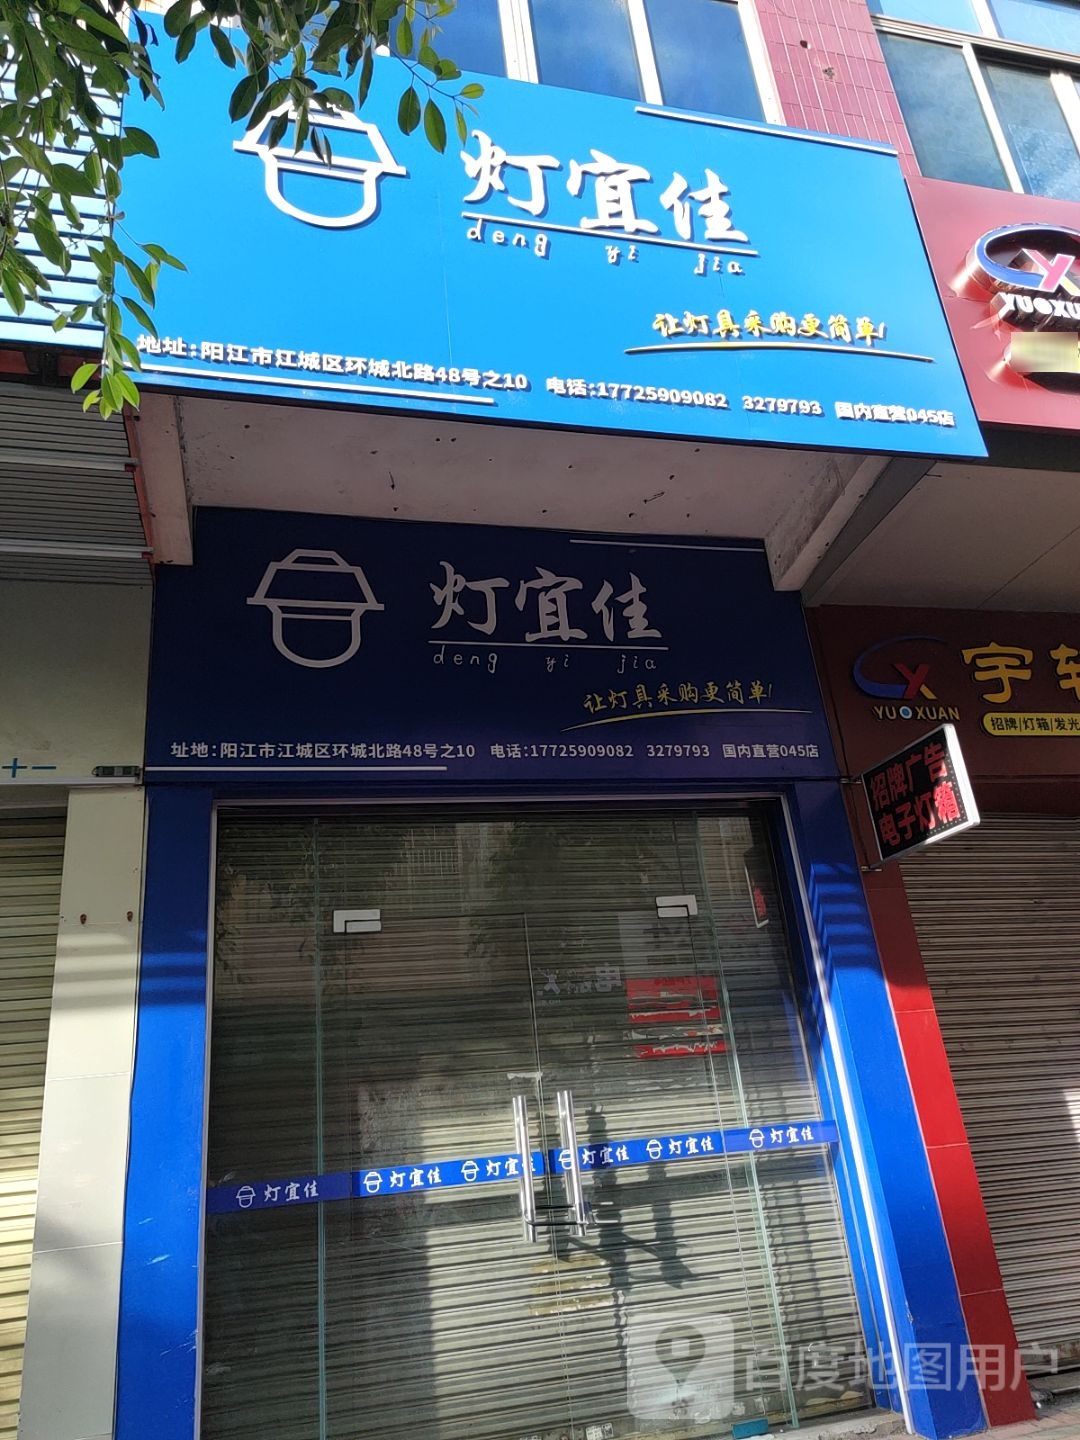 灯宜佳
deng yi jia
让灯具采购更简单!
地址:阳江市江城区环城北路48号之10 电话:17725909082 3279793 国内直营045店
YUOXUA
灯宜佳
deng yi jia
让灯具采购更简单!
址地:阳江市江城区环城北路48号之10 电话:17725909082 3279793 国内直营045店
YUOXUAN
宇轩
招牌/灯箱/发光
招牌广告
电子灯箱
十一
灯宜佳 灯宜佳 灯宜佳 灯宜佳 灯宜佳 灯宜佳
百度地图用户